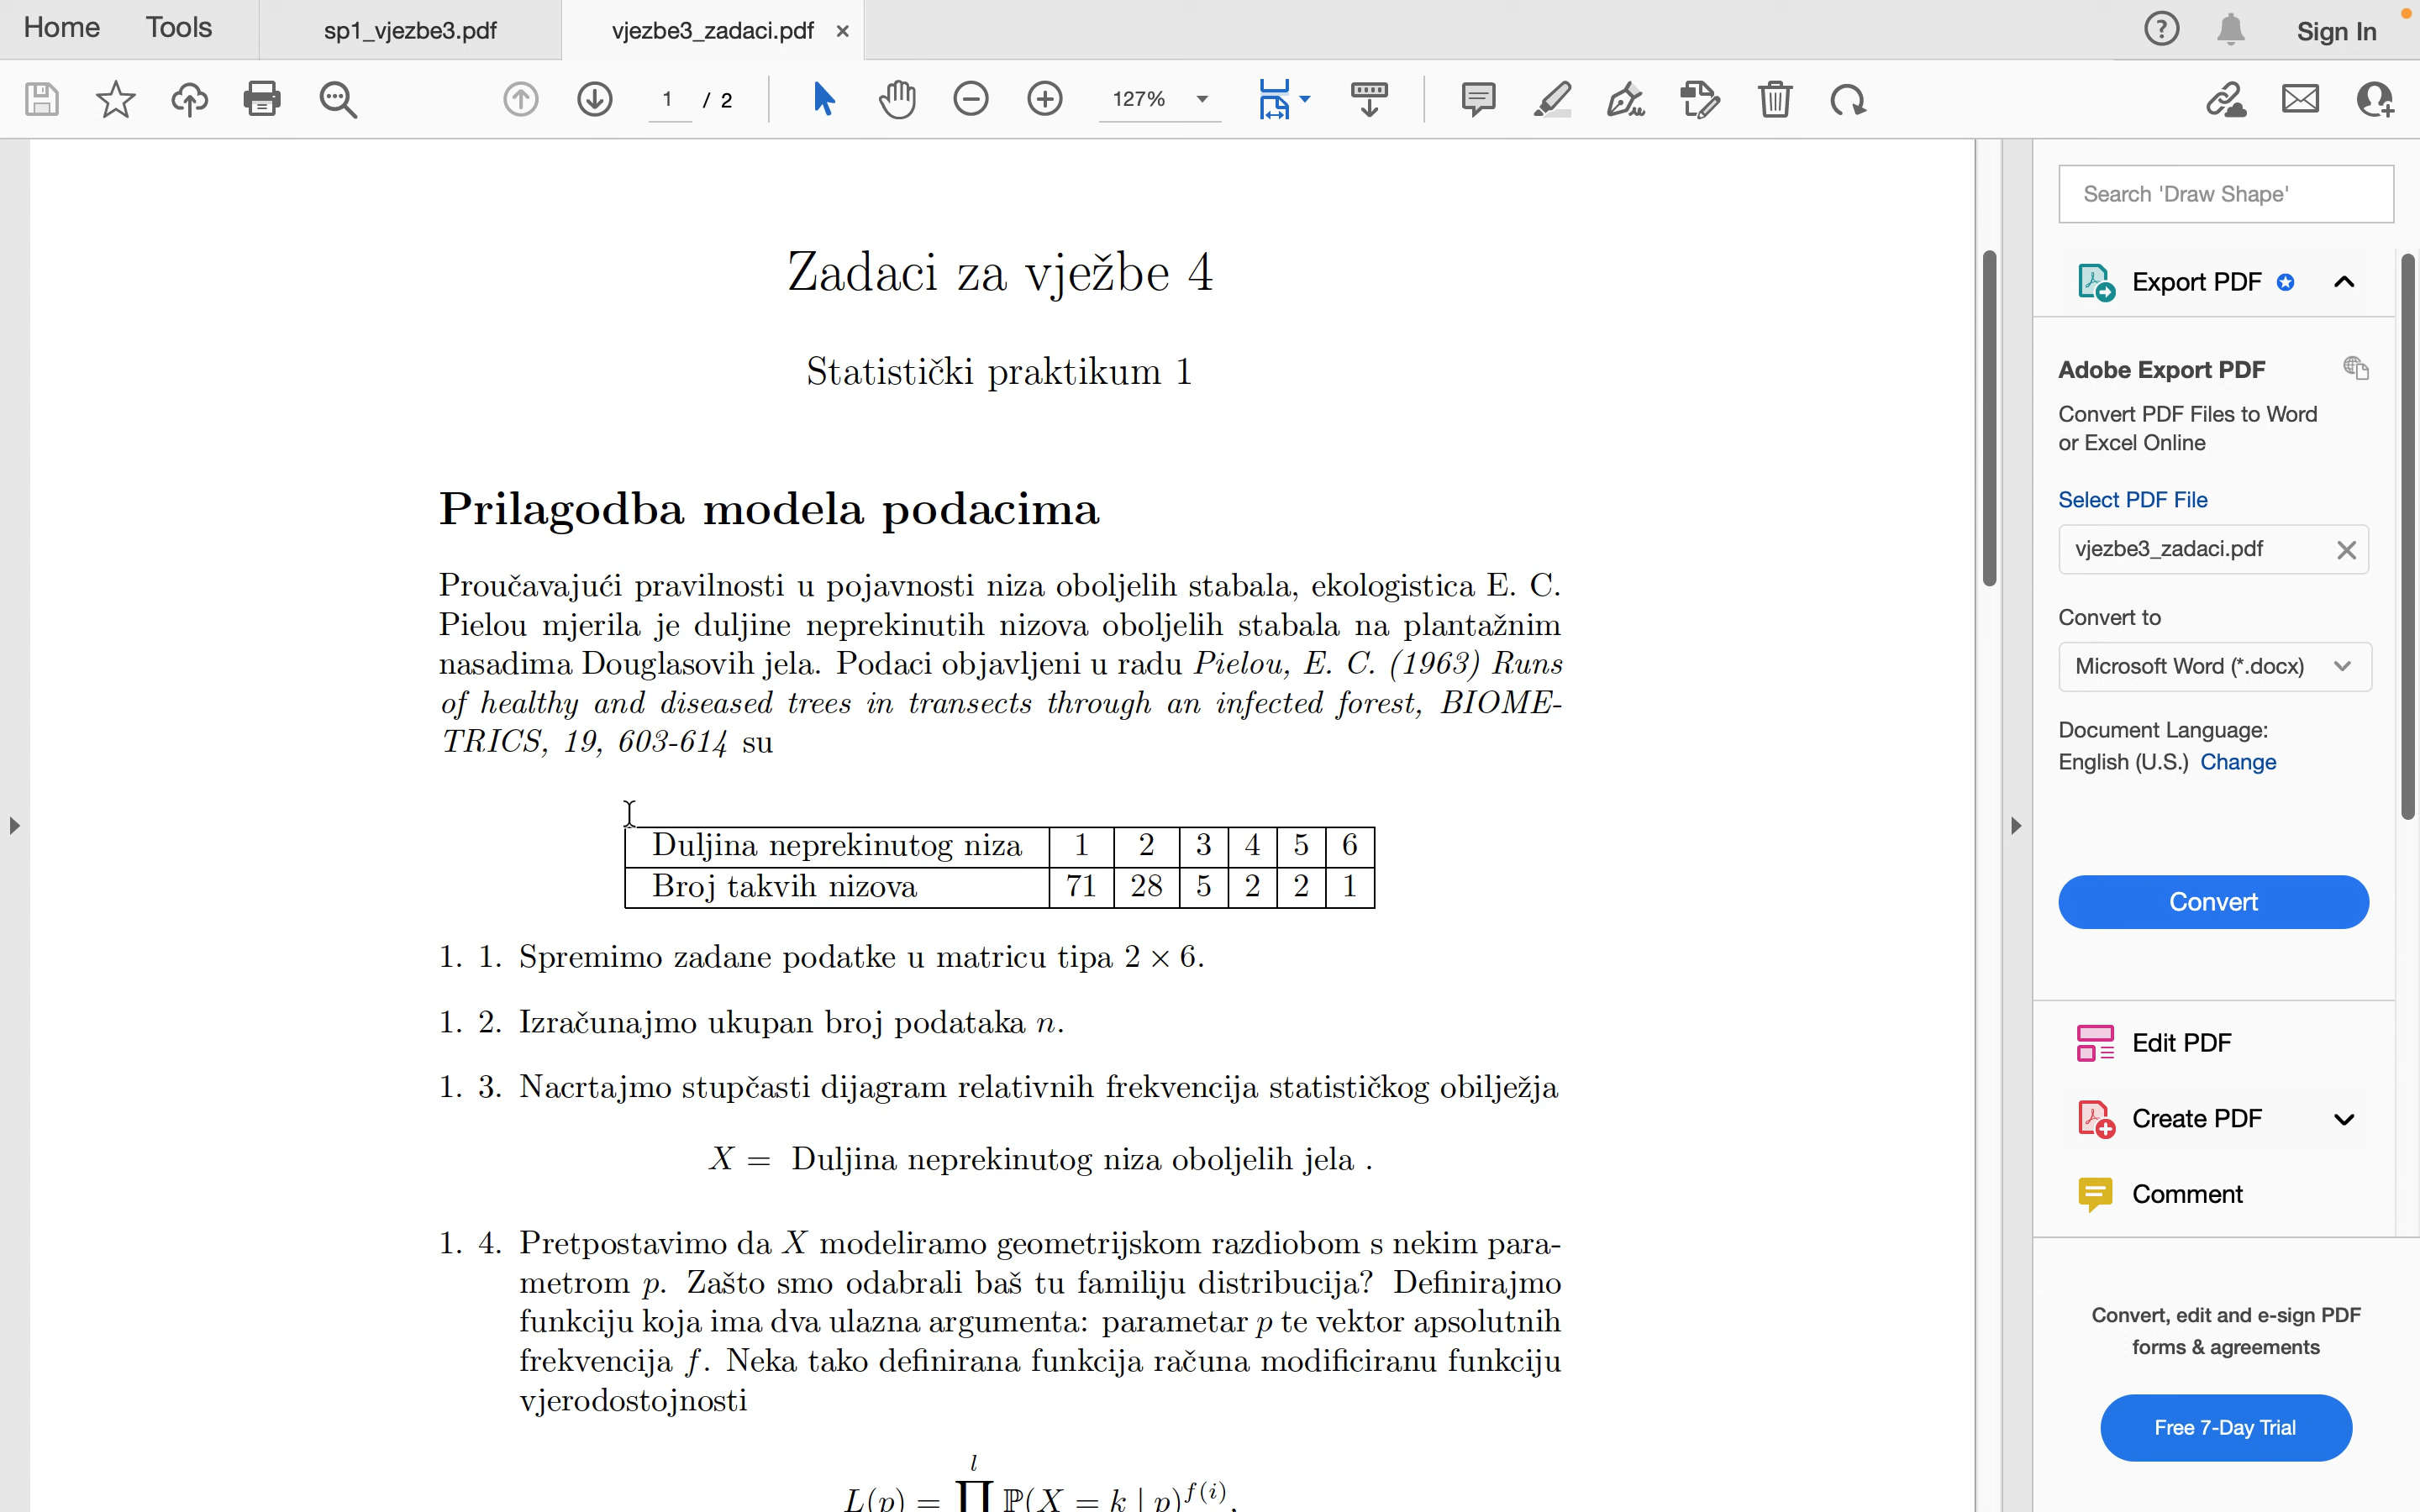 Home Tools sp1_vjezbe3.pdf vjezbe3_zadaci.pdf × Sign In
1 / 2 127%
Zadaci za vježbe 4
Statistički praktikum 1
Prilagodba modela podacima
Proučavajući pravilnosti u pojavnosti niza oboljelih stabala, ekologistica E. C.
Pielou mjerila je duljine neprekinutih nizova oboljelih stabala na plantažnim
nasadima Douglasovih jela. Podaci objavljeni u radu Pielou, E. C. (1963) Runs
of healthy and diseased trees in transects through an infected forest, BIOME-
TRICS, 19, 603-614 su
Duljina neprekinutog niza 1 2 3 4 5 6
Broj takvih nizova 71 28 5 2 2 1
1. 1. Spremimo zadane podatke u matricu tipa 2 × 6.
1. 2. Izračunajmo ukupan broj podataka n.
1. 3. Nacrtajmo stupčasti dijagram relativnih frekvencija statističkog obilježja
X = Duljina neprekinutog niza oboljelih jela .
1. 4. Pretpostavimo da X modeliramo geometrijskom razdiobom s nekim para-
metrom p. Zašto smo odabrali baš tu familiju distribucija? Definirajmo
funkciju koja ima dva ulazna argumenta: parametar p te vektor apsolutnih
frekvencija f. Neka tako definirana funkcija računa modificiranu funkciju
vjerodostojnosti
l
L(p) = ∏ ℙ(X = k | p)^{f(i)},
Search 'Draw Shape'
Export PDF
Adobe Export PDF
Convert PDF Files to Word
or Excel Online
Select PDF File
vjezbe3_zadaci.pdf
Convert to
Microsoft Word (*.docx)
Document Language:
English (U.S.) Change
Convert
Edit PDF
Create PDF
Comment
Convert, edit and e-sign PDF
forms & agreements
Free 7-Day Trial